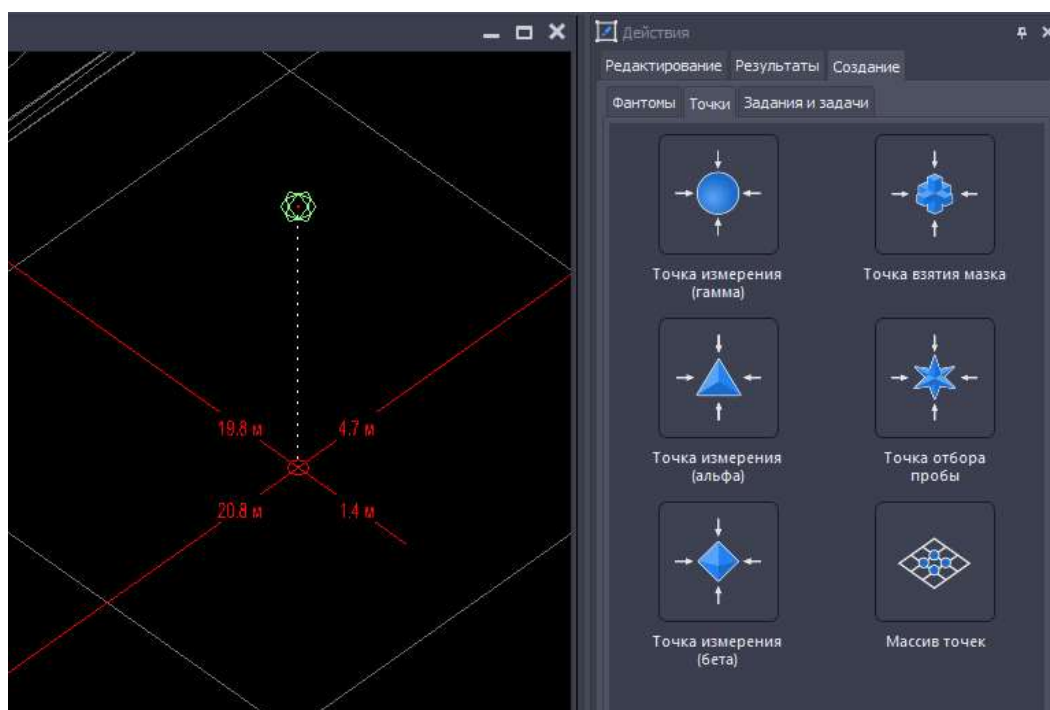 Действия
Редактирование Результаты Создание
Фантомы Точки Задания и задачи
Точка измерения
(гамма)
Точка взятия мазка
Точка измерения
(альфа)
Точка отбора
пробы
Точка измерения
(бета)
Массив точек
19.8 м
4.7 м
20.8 м
1.4 м